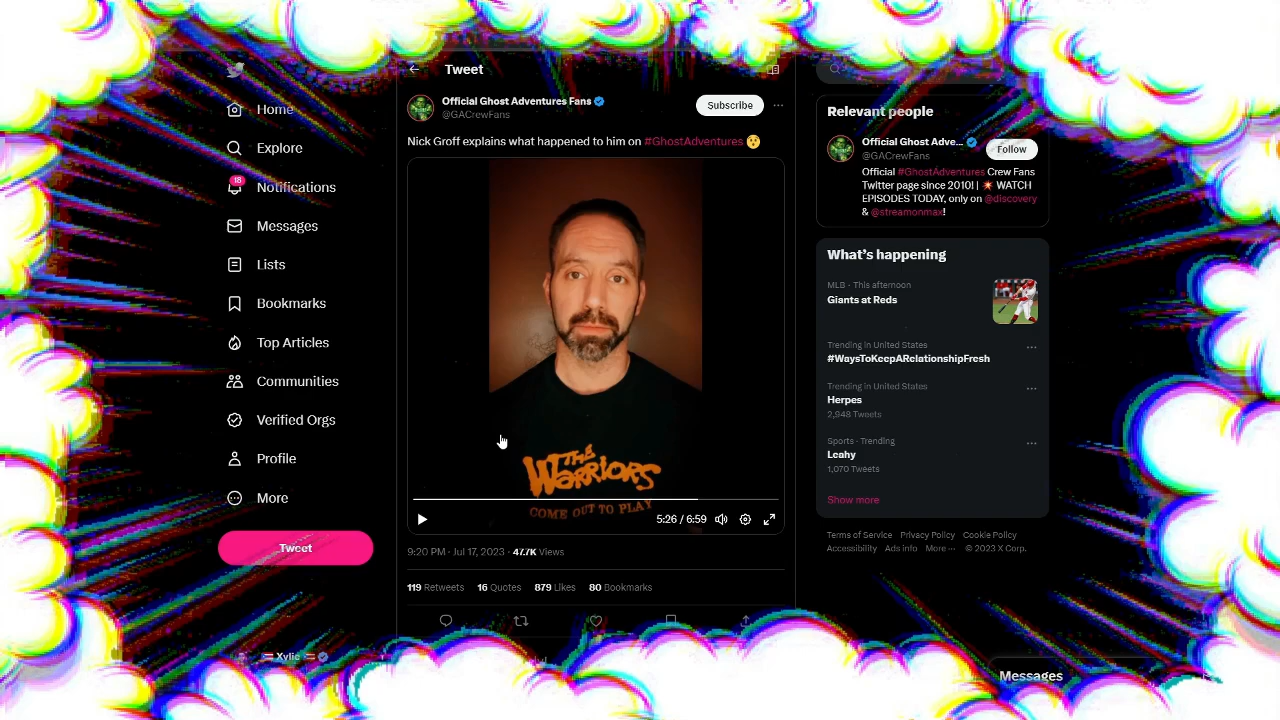 Home
Explore
18
Notifications
Messages
Lists
Bookmarks
Top Articles
Communities
Verified Orgs
Profile
More
Tweet
Xylie
Tweet
Official Ghost Adventures Fans
@GACrewFans
Subscribe
Nick Groff explains what happened to him on #GhostAdventures 😯
THE
WARRIORS
COME OUT TO PLAY
5:26 / 6:59
9:20 PM · Jul 17, 2023 · 47.7K Views
119 Retweets 16 Quotes 879 Likes 80 Bookmarks
Relevant people
Official Ghost Adve...
@GACrewFans
Follow
Official #GhostAdventures Crew Fans
Twitter page since 2010! | 💥 WATCH
EPISODES TODAY, only on @discovery
& @streamonmax!
What's happening
MLB · This afternoon
Giants at Reds
Trending in United States
#WaysToKeepARelationshipFresh
Trending in United States
Herpes
2,948 Tweets
Sports · Trending
Leahy
1,070 Tweets
Show more
Terms of Service Privacy Policy Cookie Policy
Accessibility Ads info More ··· © 2023 X Corp.
Messages